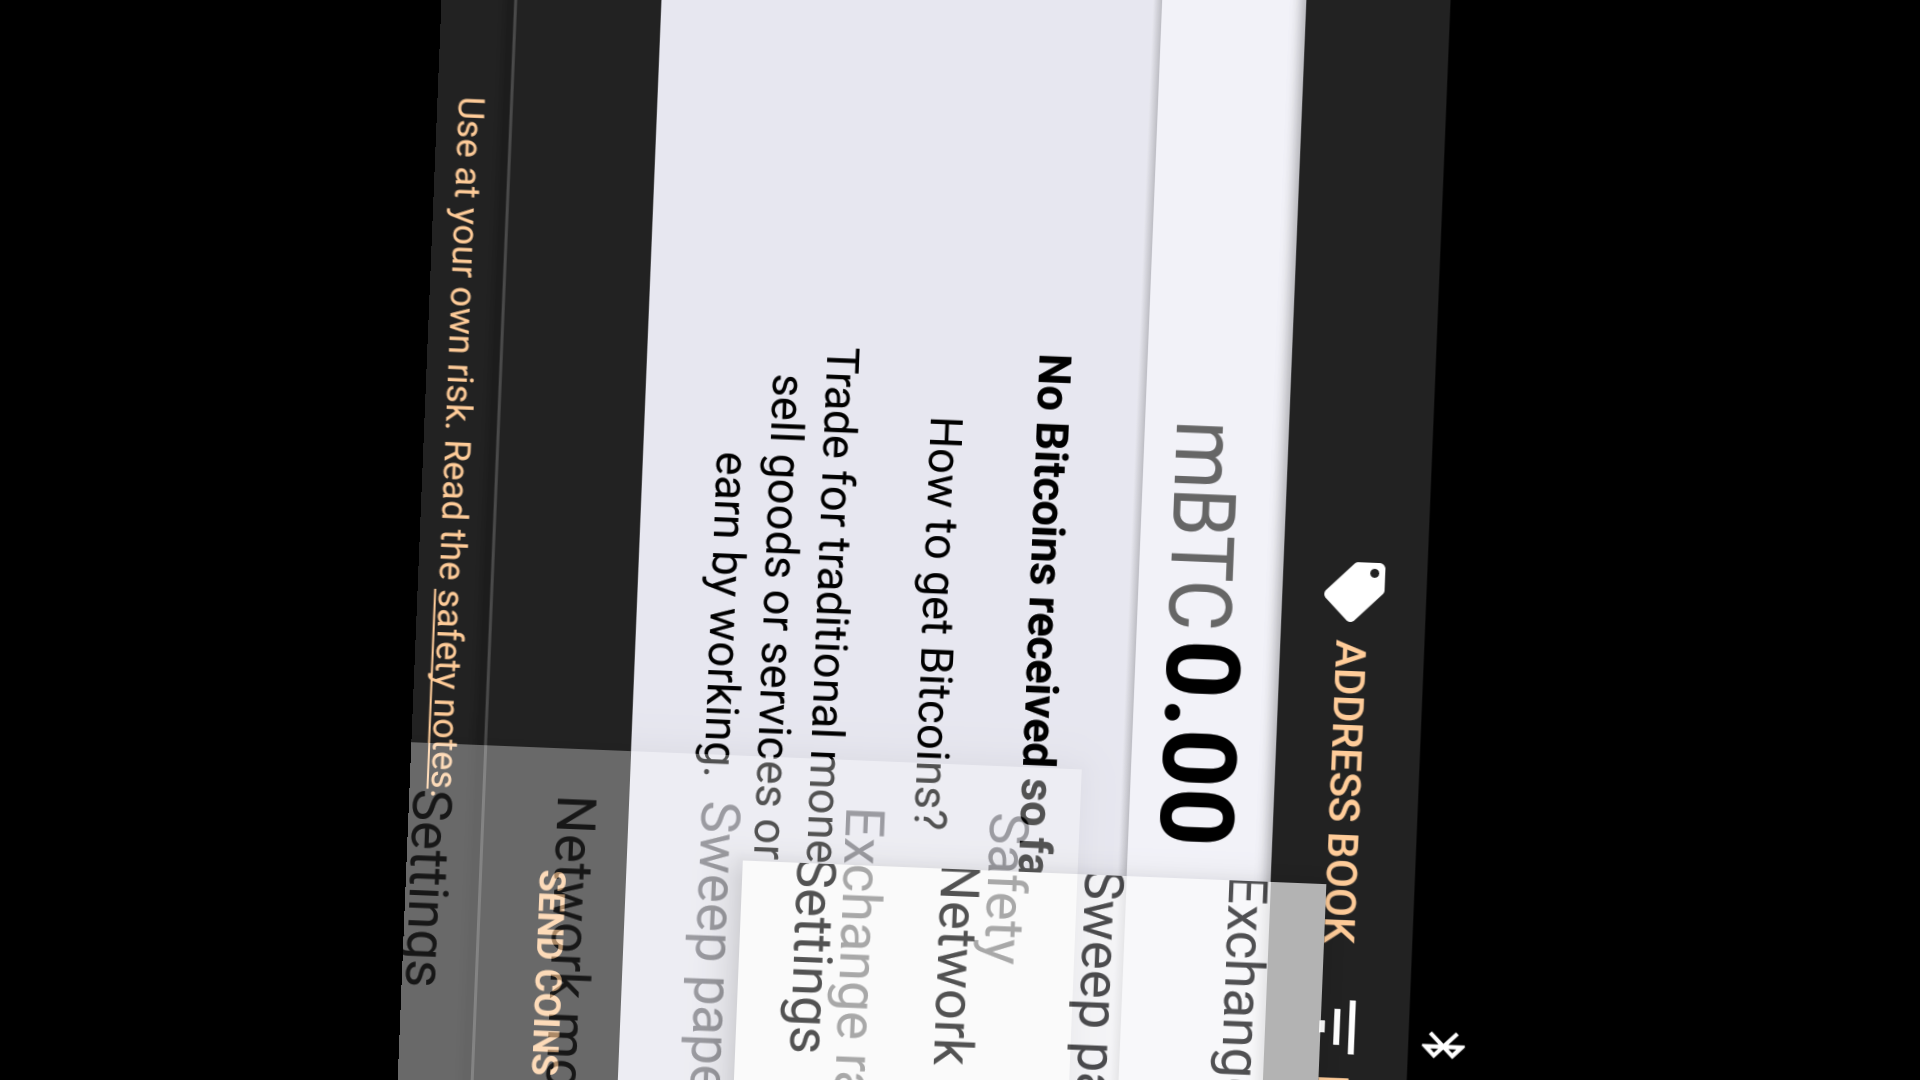 ADDRESS BOOK
mBTC 0.00
No Bitcoins received so fa
How to get Bitcoins?
Trade for traditional mone
sell goods or services or
earn by working.
SEND COINS
Use at your own risk. Read the safety notes.
Exchang
Sweep pa
Network
Settings
Safety
Exchange ra
Sweep pape
Network mo
Settings